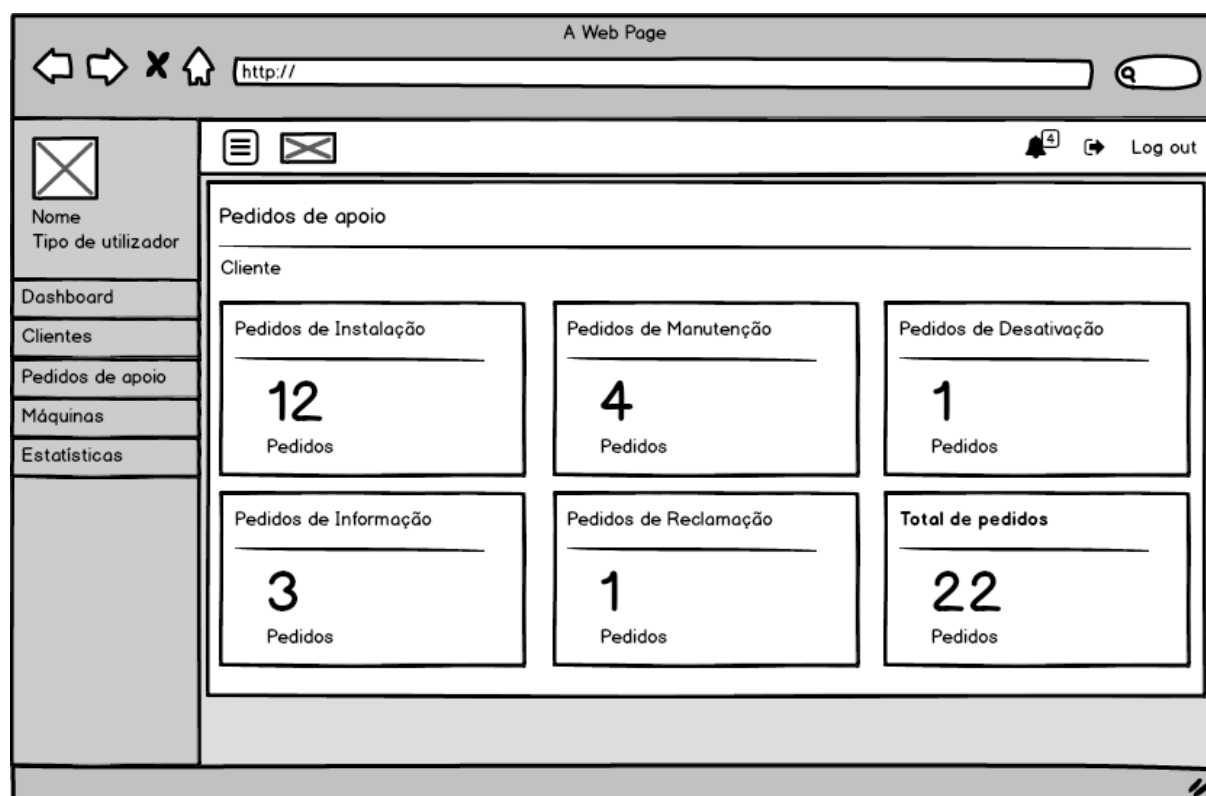 A Web Page
http://
4
Log out
Nome
Tipo de utilizador
Dashboard
Clientes
Pedidos de apoio
Máquinas
Estatísticas
Pedidos de apoio
Cliente
Pedidos de Instalação
12
Pedidos
Pedidos de Manutenção
4
Pedidos
Pedidos de Desativação
1
Pedidos
Pedidos de Informação
3
Pedidos
Pedidos de Reclamação
1
Pedidos
Total de pedidos
22
Pedidos